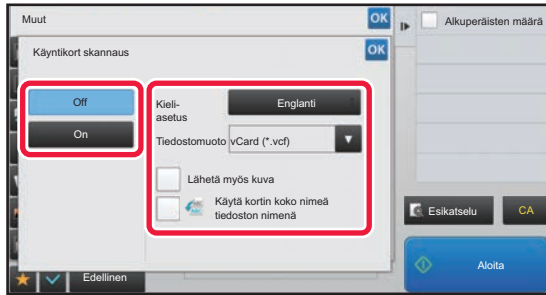 Muut
OK
Alkuperäisten määrä
Käyntikort skannaus
OK
Off
On
Kieli-
asetus
Englanti
Tiedostomuoto vCard (*.vcf)
Lähetä myös kuva
Käytä kortin koko nimeä
tiedoston nimenä
Esikatselu
CA
Edellinen
Aloita